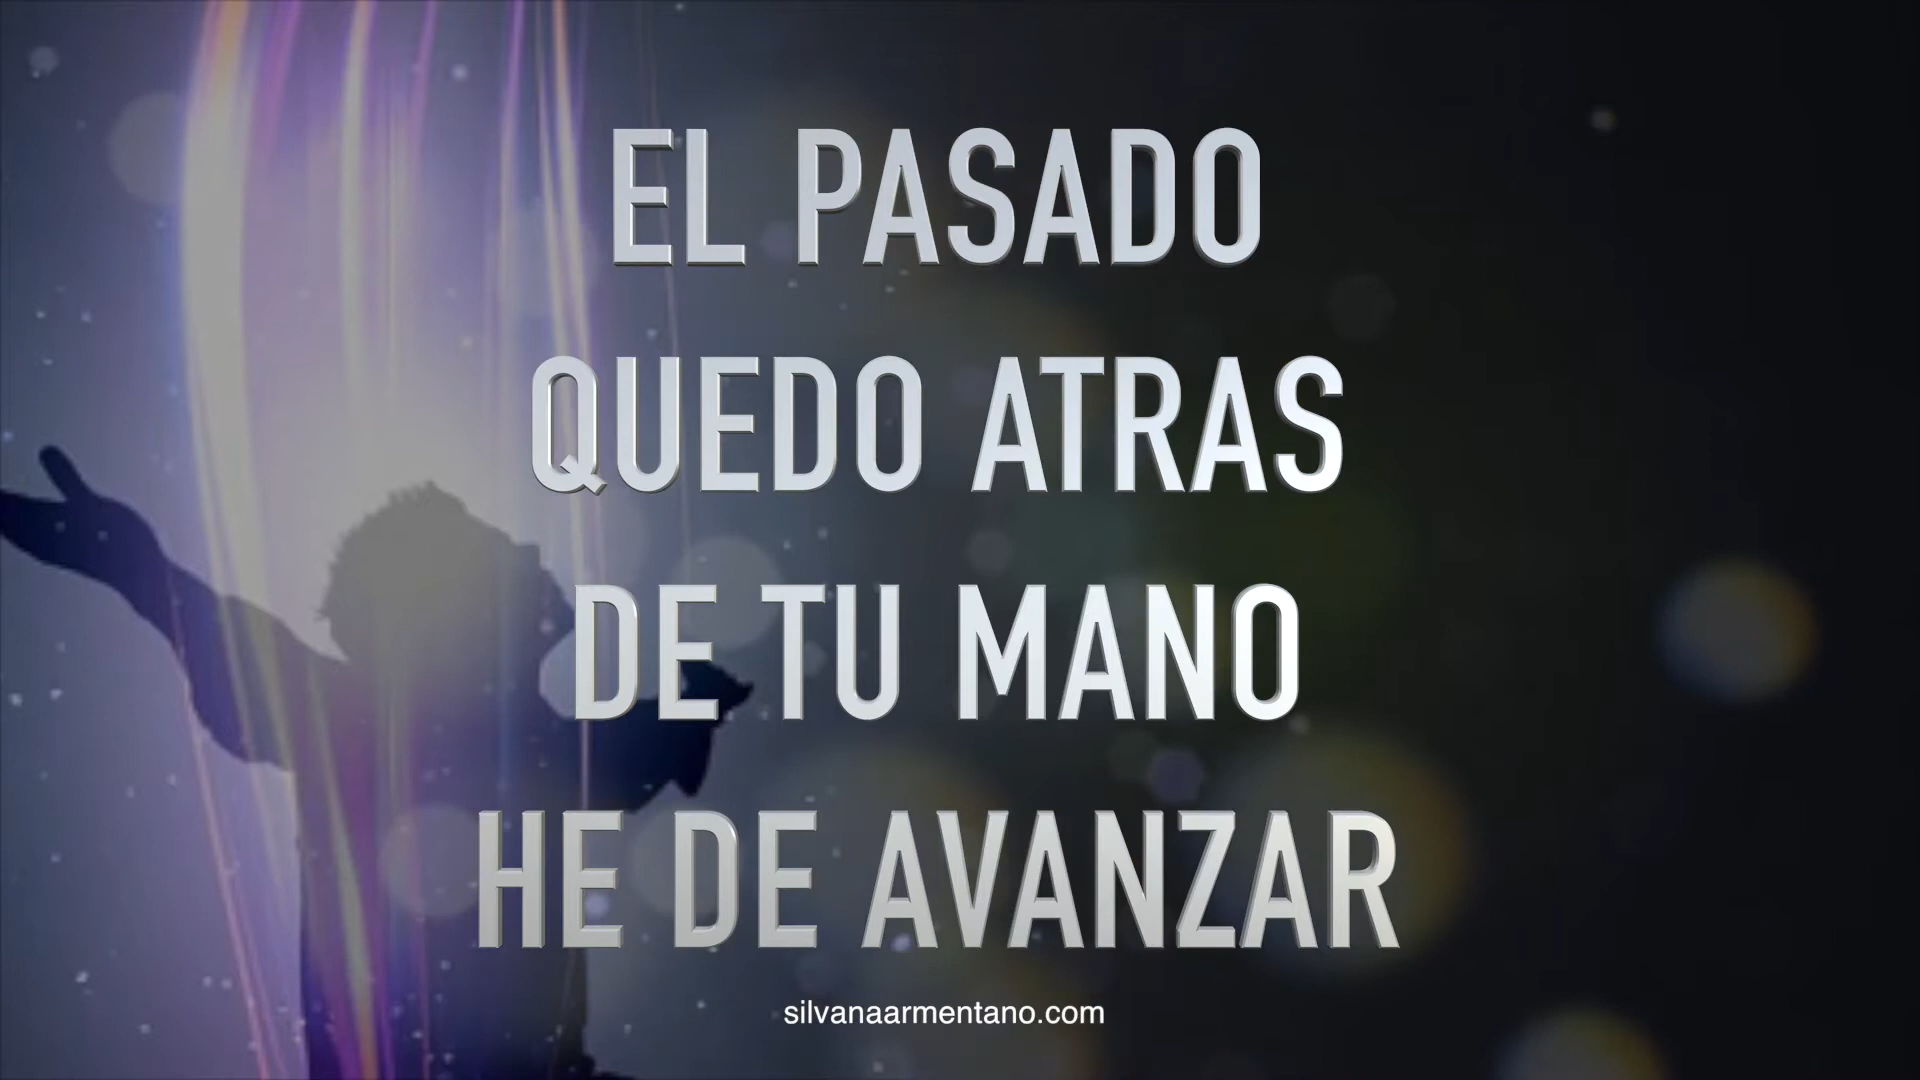 EL PASADO
QUEDO ATRAS
DE TU MANO
HE DE AVANZAR
silvanaarmentano.com